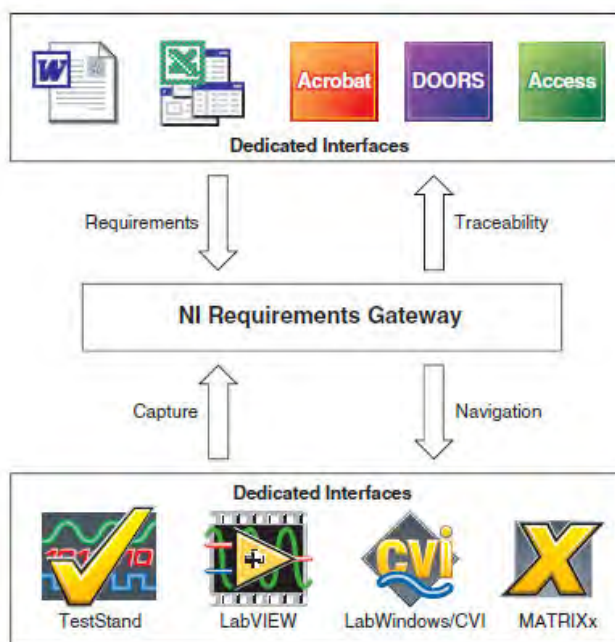 W
X
Acrobat
DOORS
Access
Dedicated Interfaces
Requirements
Traceability
NI Requirements Gateway
Capture
Navigation
Dedicated Interfaces
CVI
TestStand
LabVIEW
LabWindows/CVI
MATRIXx